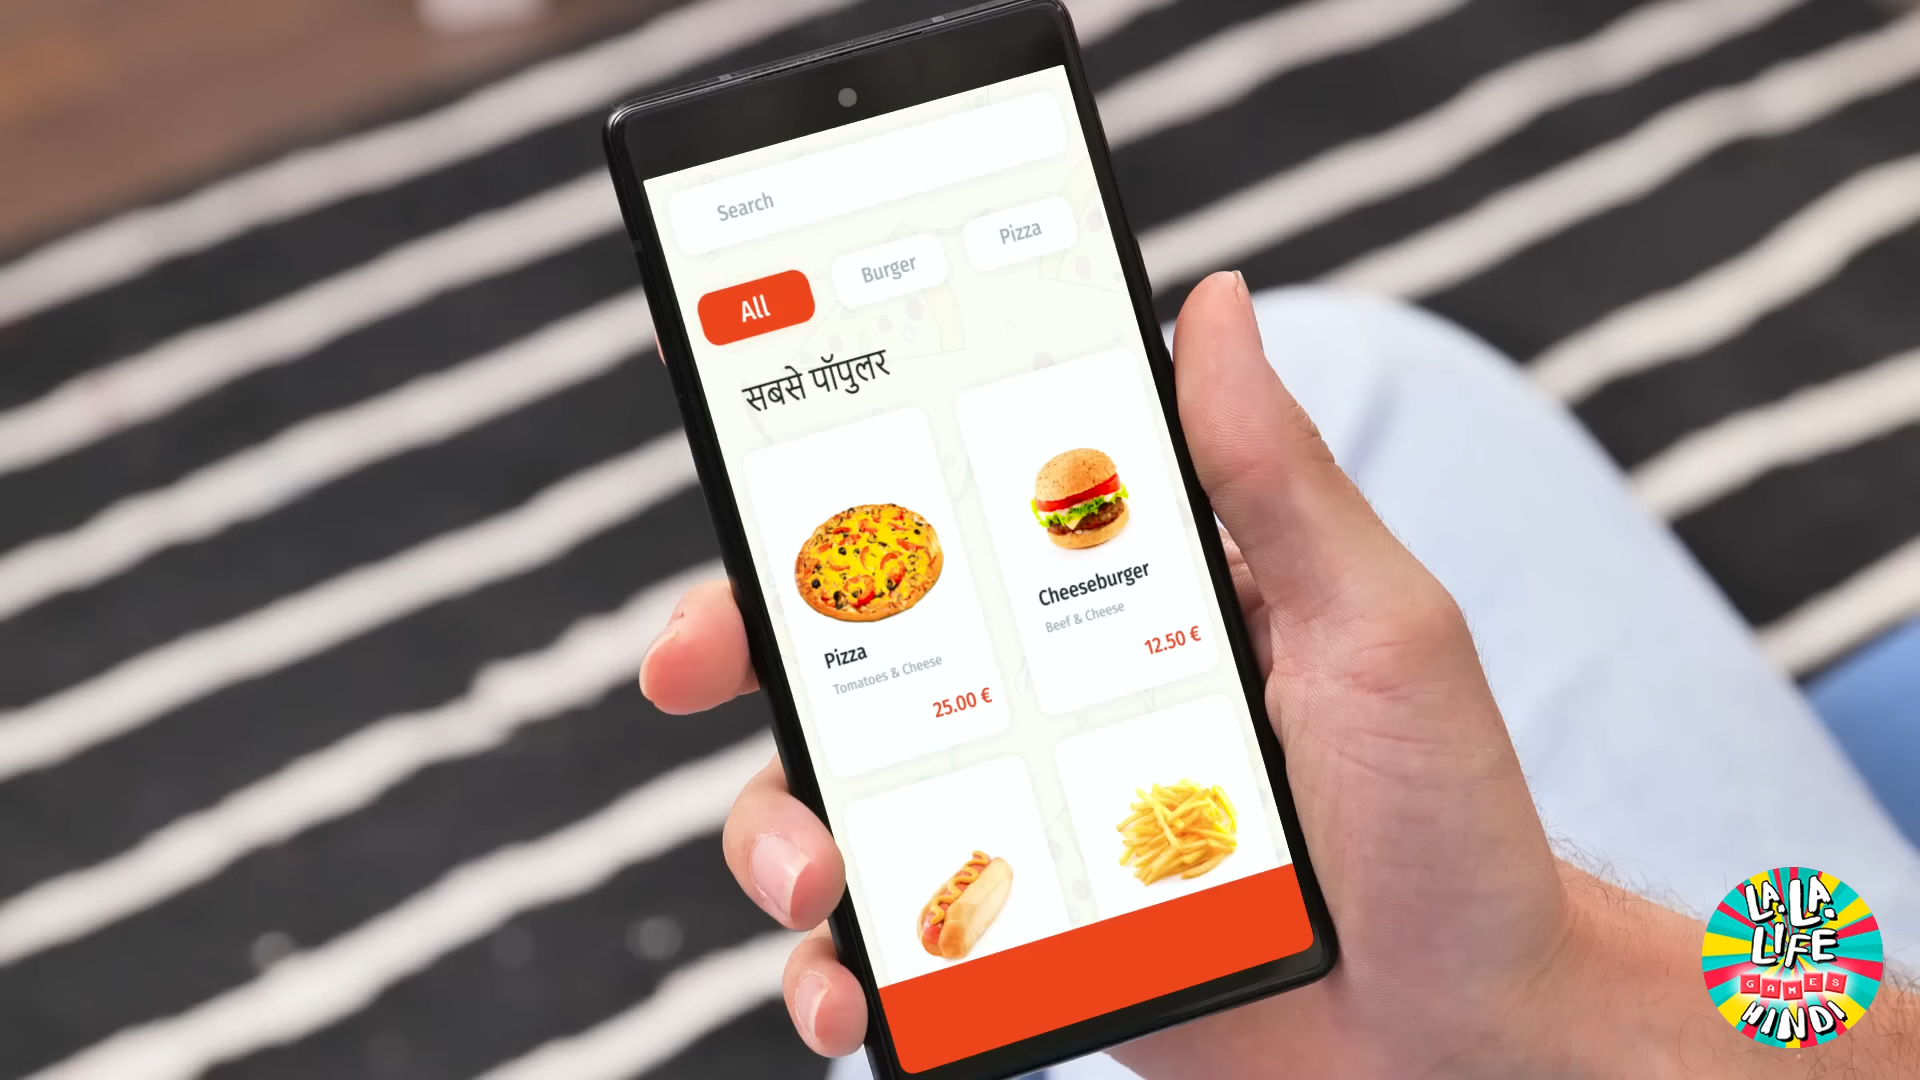 Search
All
Burger
Pizza
सबसे पॉपुलर
Pizza
Tomatoes & Cheese
25.00 €
Cheeseburger
Beef & Cheese
12.50 €
LA.LA.
LIFE
GAMES
HINDI